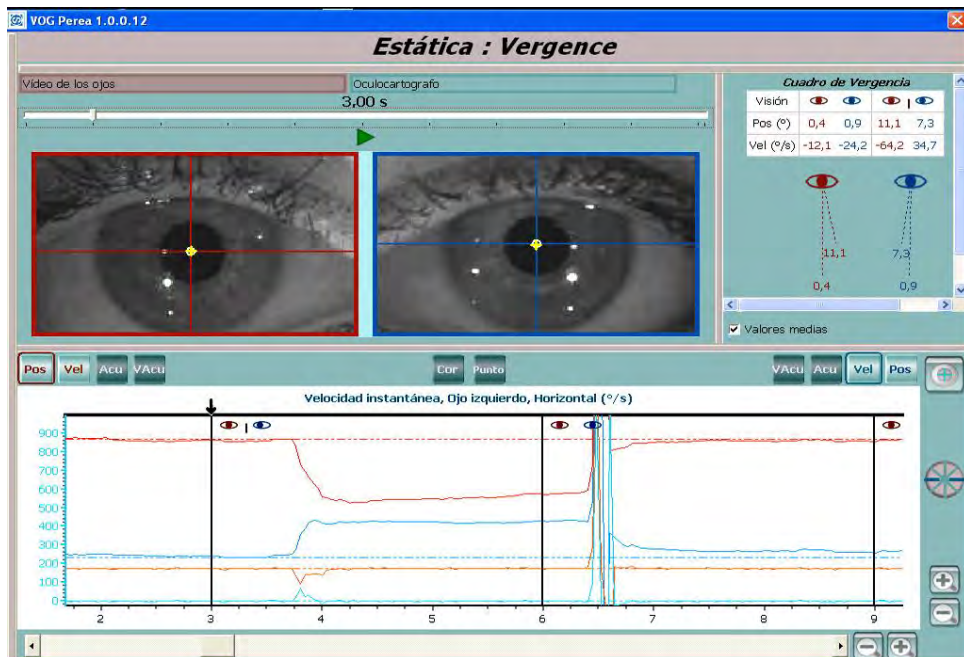 VOG Perea 1.0.0.12
Estática : Vergence
Vídeo de los ojos
Oculocartografo
3,00 s
Cuadro de Vergencia
Visión
Pos (º) 0,4 0,9 11,1 7,3
Vel (º/s) -12,1 -24,2 -64,2 34,7
11,1 7,3
0,4 0,9
Valores medias
Pos Vel Acu VAcu Cor Punto VAcu Acu Vel Pos
Velocidad instantánea, Ojo izquierdo, Horizontal (º/s)
900
800
700
600
500
400
300
200
100
0
2 3 4 5 6 7 8 9